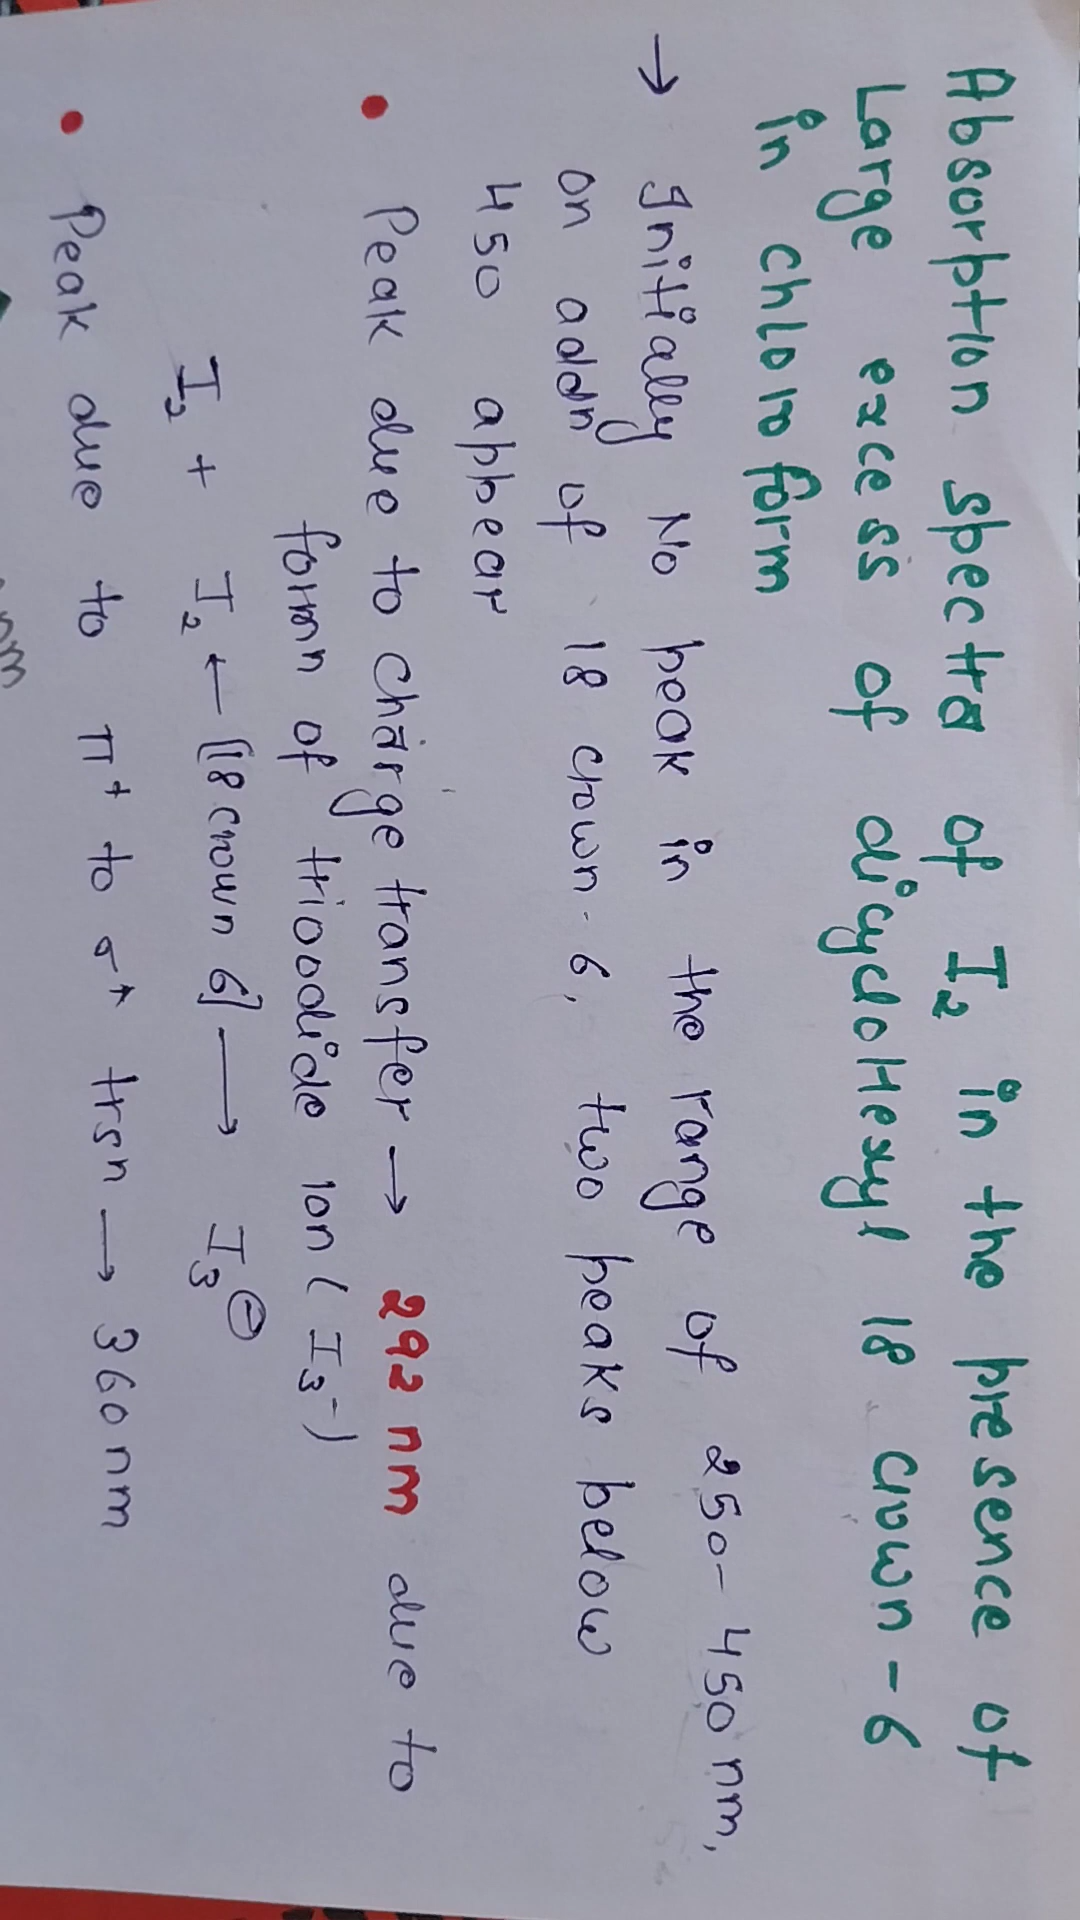 Absorption spectra of I₂ in the presence of
Large excess of dicycloHexyl 18 crown-6
in chloroform
→ Initially No peak in the range of 250-450 nm,
on addn of 18 crown-6, two peaks below
450 appear
• Peak due to charge transfer → 292 nm due to
formn of trioodide ion (I₃⁻)
I₂ + I₂ ← [18 crown 6] → I₃⊖
• Peak due to π* to σ* trsn → 360nm